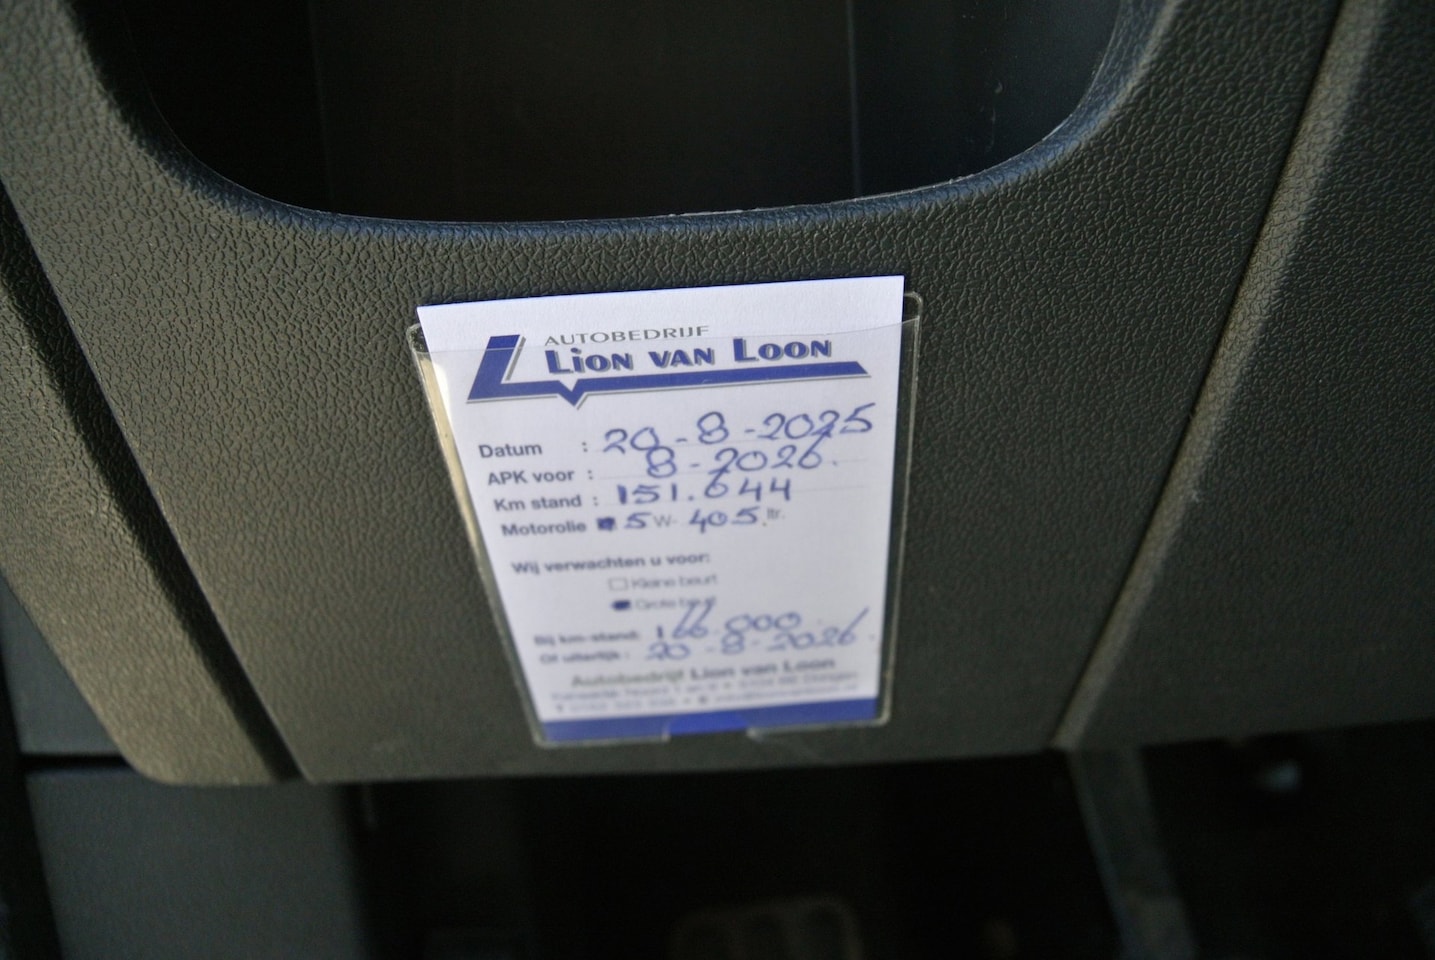 AUTOBEDRIJF
LION VAN LOON
Datum : 20-8-2025
APK voor : 8-2026.
Km stand : 151.644
Motorolie 5 W- 40 5 ltr.
Wij verwachten u voor:
Kleine beurt
Grote beurt
Bij km-stand: 166.000
Of uiterlijk : 20-8-2026
Autobedrijf Lion van Loon